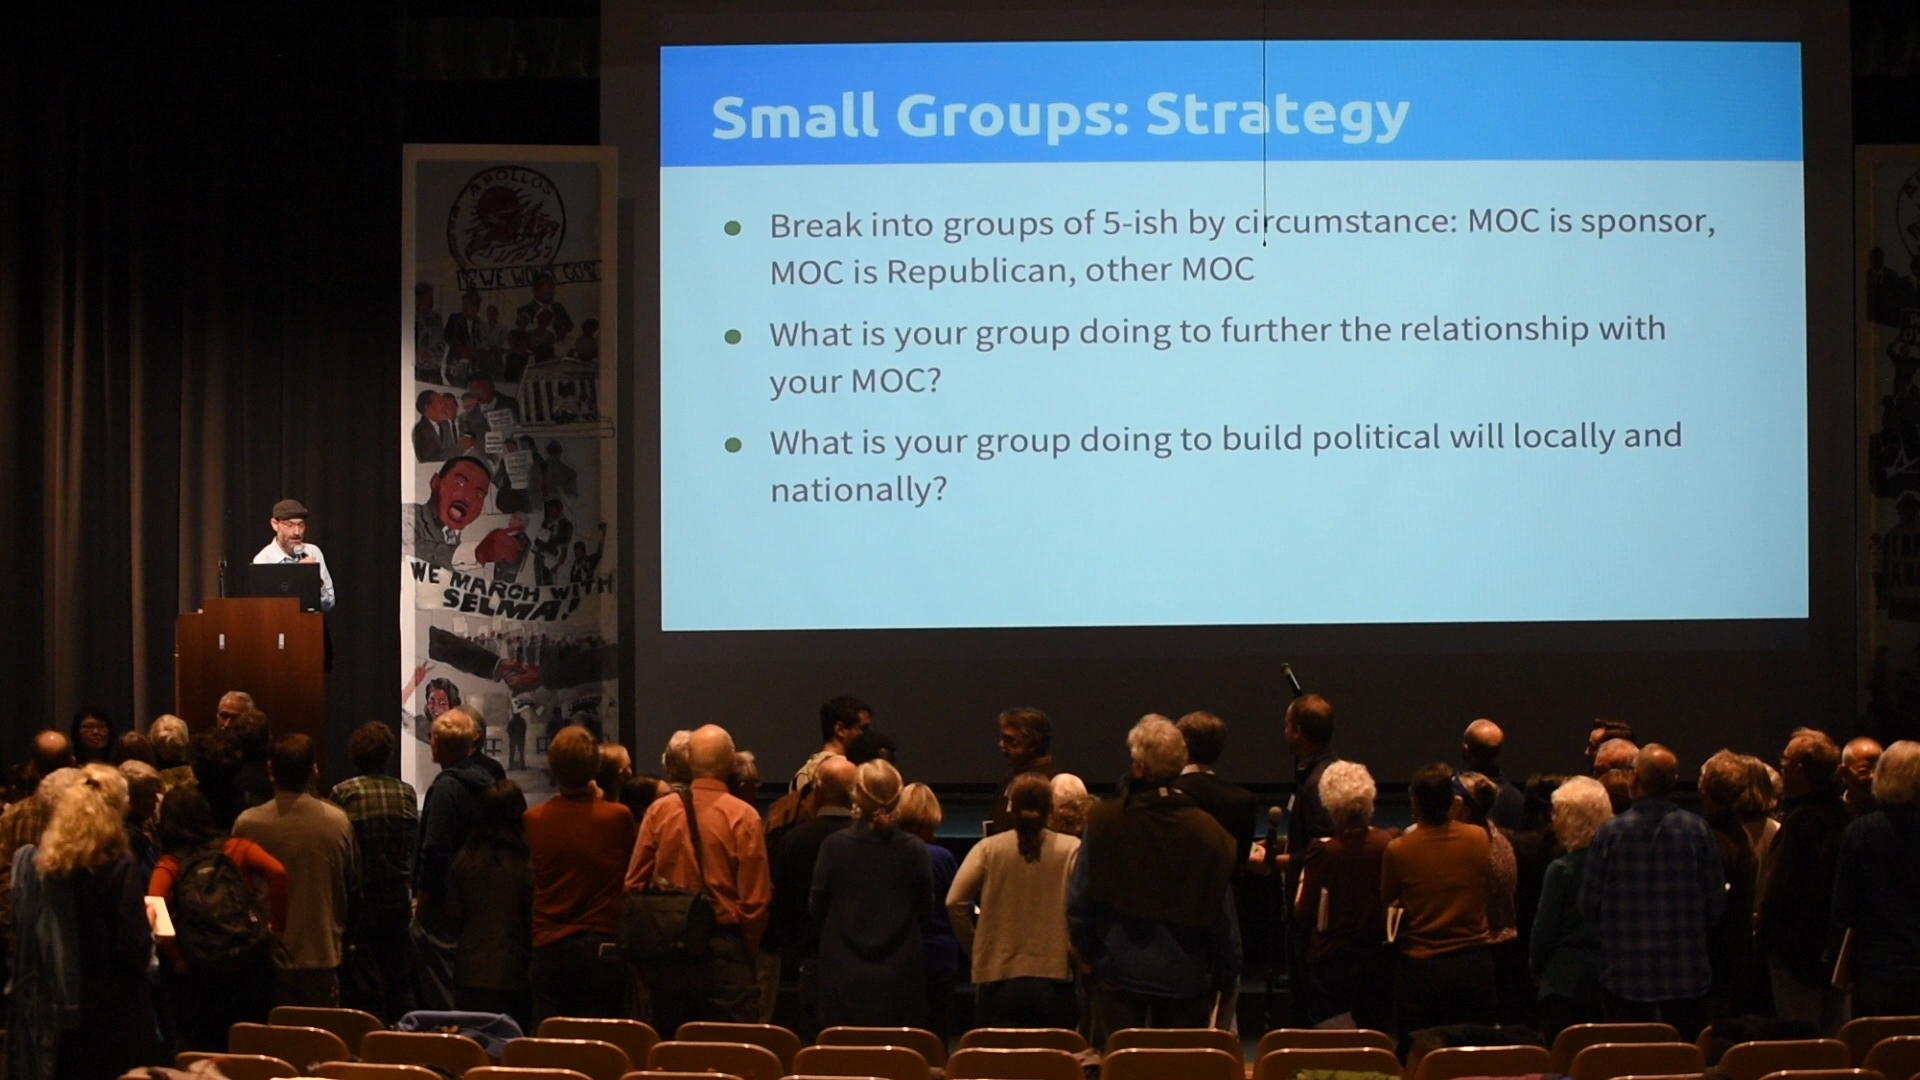 Small Groups: Strategy
Break into groups of 5-ish by circumstance: MOC is sponsor,
MOC is Republican, other MOC
What is your group doing to further the relationship with
your MOC?
What is your group doing to build political will locally and
nationally?
APOLLOS
WE MARCH WITH
SELMA!